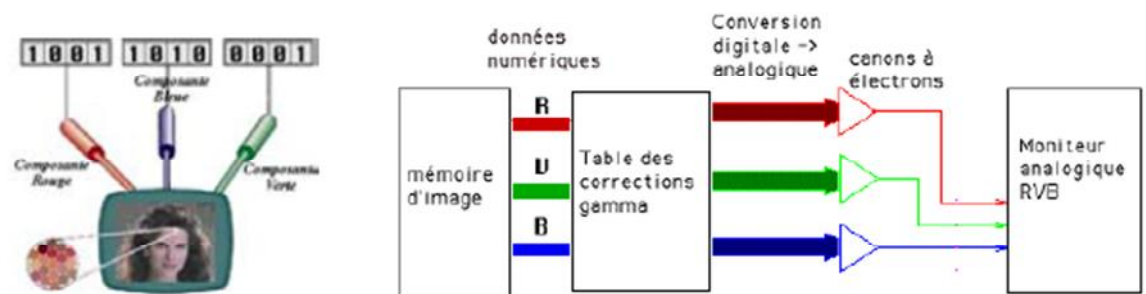 1001 1010 0001
Composante
Bleue
Composante
Rouge
Composante
Verte
données
numériques
Conversion
digitale ->
analogique
canons à
électrons
mémoire
d'image
R
V
B
Table des
corrections
gamma
Moniteur
analogique
RVB